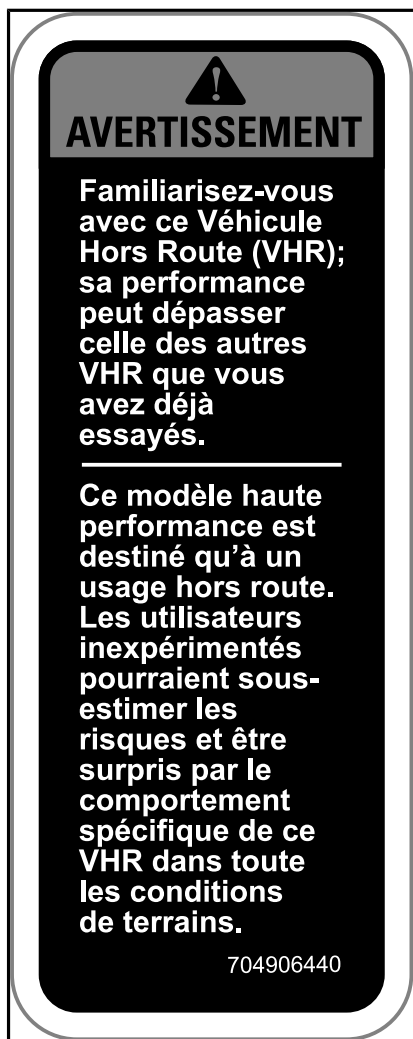 AVERTISSEMENT
Familiarisez-vous
avec ce Véhicule
Hors Route (VHR);
sa performance
peut dépasser
celle des autres
VHR que vous
avez déjà
essayés.
Ce modèle haute
performance est
destiné qu'à un
usage hors route.
Les utilisateurs
inexpérimentés
pourraient sous-
estimer les
risques et être
surpris par le
comportement
spécifique de ce
VHR dans toute
les conditions
de terrains.
704906440